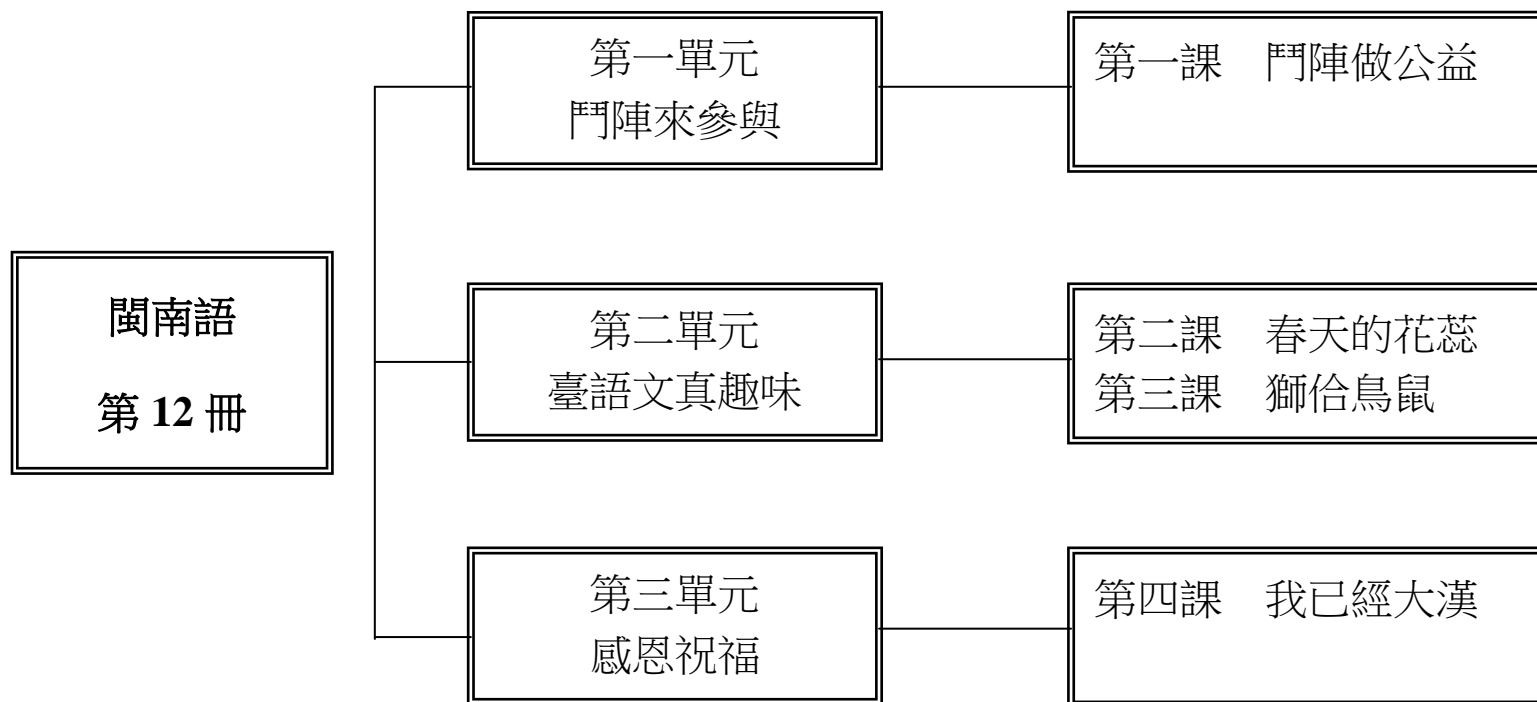 閩南語
第 12 冊
第一單元
鬥陣來參與
第一課　鬥陣做公益
第二單元
臺語文真趣味
第二課　春天的花蕊
第三課　獅佮鳥鼠
第三單元
感恩祝福
第四課　我已經大漢